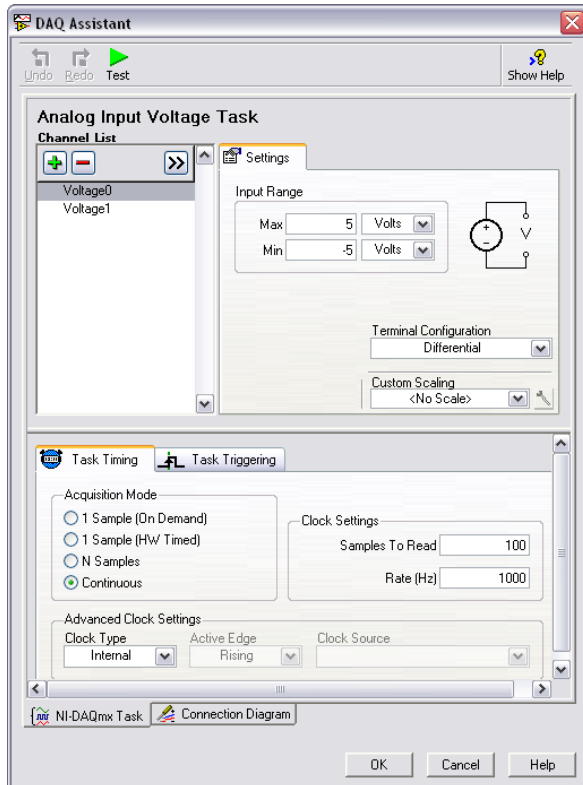 DAQ Assistant
Undo Redo Test
Show Help
Analog Input Voltage Task
Channel List
Voltage0
Voltage1
Settings
Input Range
Max 5 Volts
Min -5 Volts
V
Terminal Configuration
Differential
Custom Scaling
<No Scale>
Task Timing Task Triggering
Acquisition Mode
1 Sample (On Demand)
1 Sample (HW Timed)
N Samples
Continuous
Clock Settings
Samples To Read 100
Rate (Hz) 1000
Advanced Clock Settings
Clock Type Active Edge Clock Source
Internal Rising
NI-DAQmx Task Connection Diagram
OK Cancel Help